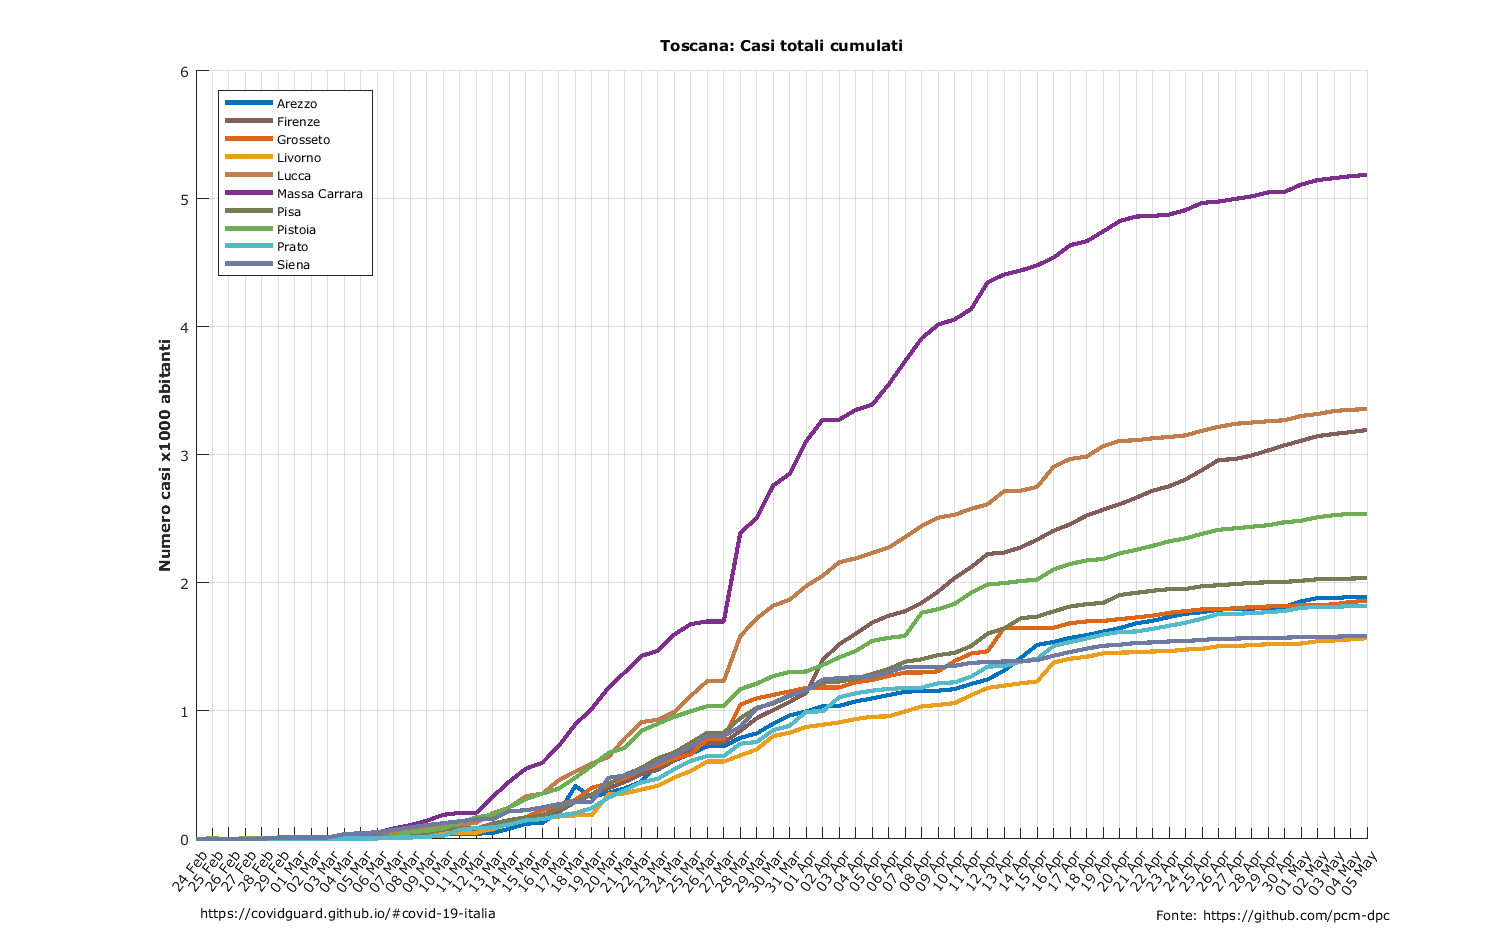 Toscana: Casi totali cumulati
6
5
4
3
2
1
0
Numero casi x1000 abitanti
Arezzo
Firenze
Grosseto
Livorno
Lucca
Massa Carrara
Pisa
Pistoia
Prato
Siena
24 Feb
25 Feb
26 Feb
27 Feb
28 Feb
29 Feb
01 Mar
02 Mar
03 Mar
04 Mar
05 Mar
06 Mar
07 Mar
08 Mar
09 Mar
10 Mar
11 Mar
12 Mar
13 Mar
14 Mar
15 Mar
16 Mar
17 Mar
18 Mar
19 Mar
20 Mar
21 Mar
22 Mar
23 Mar
24 Mar
25 Mar
26 Mar
27 Mar
28 Mar
29 Mar
30 Mar
31 Mar
01 Apr
02 Apr
03 Apr
04 Apr
05 Apr
06 Apr
07 Apr
08 Apr
09 Apr
10 Apr
11 Apr
12 Apr
13 Apr
14 Apr
15 Apr
16 Apr
17 Apr
18 Apr
19 Apr
20 Apr
21 Apr
22 Apr
23 Apr
24 Apr
25 Apr
26 Apr
27 Apr
28 Apr
29 Apr
30 Apr
01 May
02 May
03 May
04 May
05 May
https://covidguard.github.io/#covid-19-italia
Fonte: https://github.com/pcm-dpc